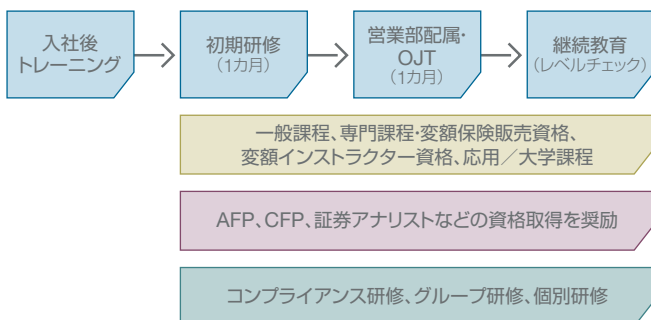 入社後
トレーニング
初期研修
（1カ月）
営業部配属・
OJT
（1カ月）
継続教育
（レベルチェック）
一般課程、専門課程・変額保険販売資格、
変額インストラクター資格、応用／大学課程
AFP、CFP、証券アナリストなどの資格取得を奨励
コンプライアンス研修、グループ研修、個別研修